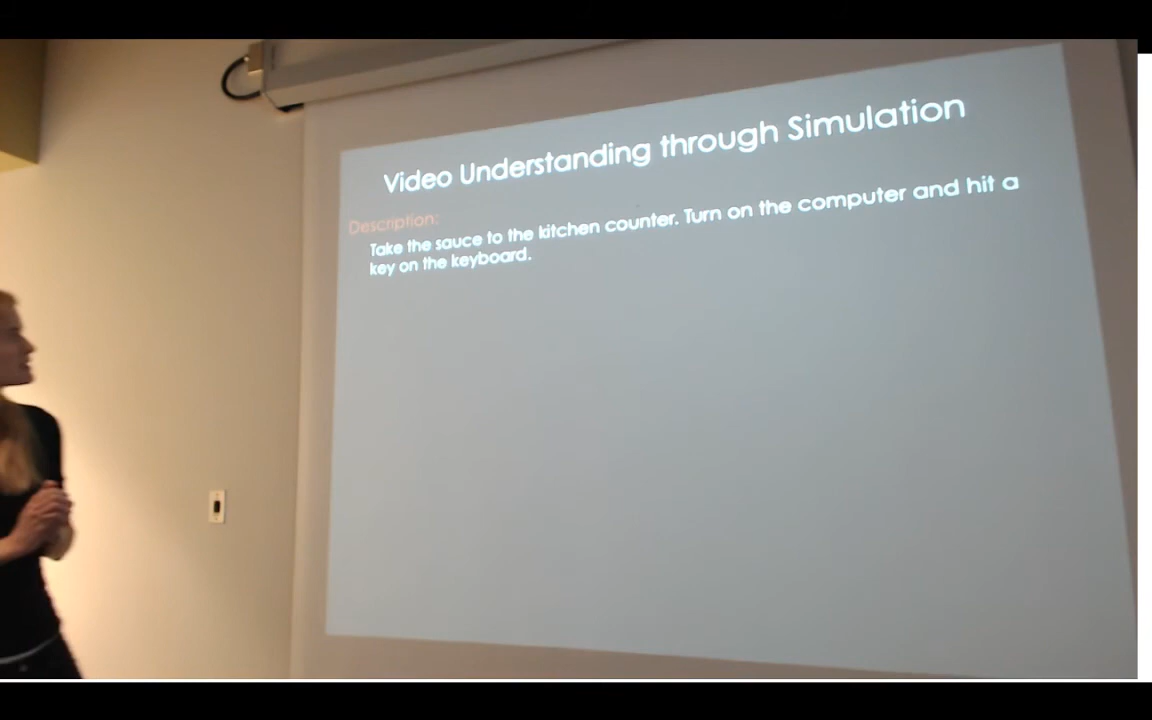 Video Understanding through Simulation
Description:
Take the sauce to the kitchen counter. Turn on the computer and hit a
key on the keyboard.